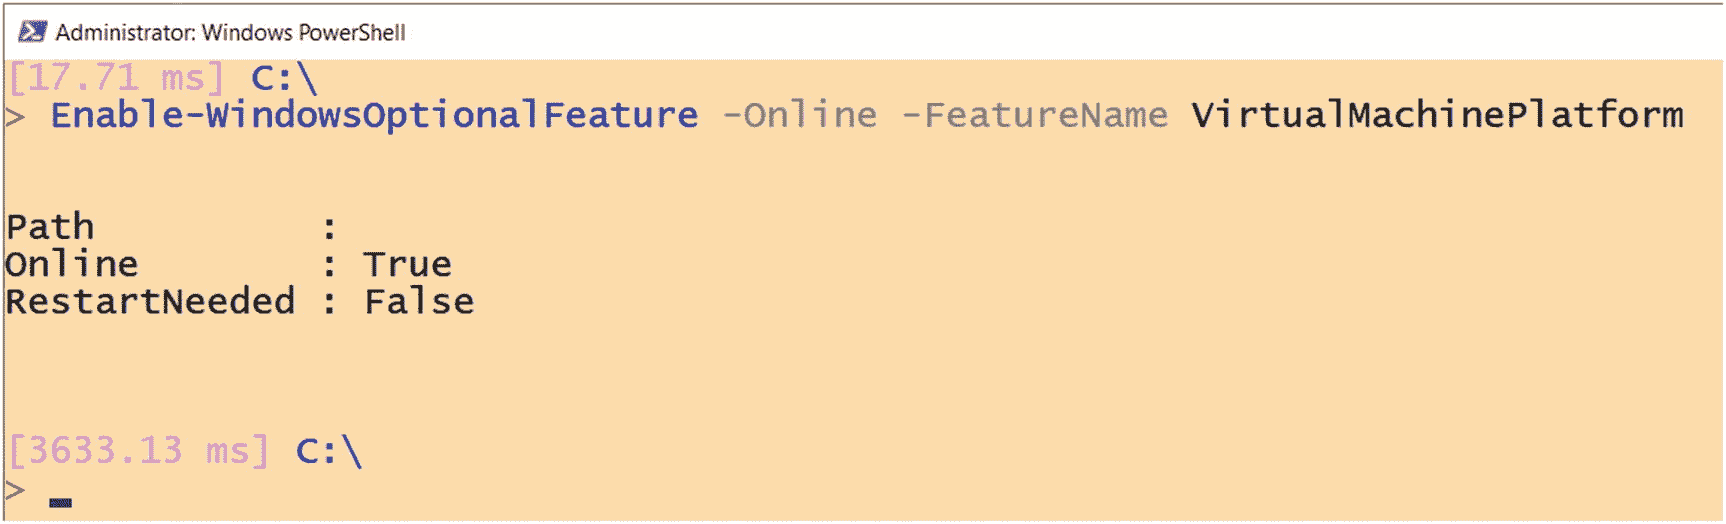 Administrator: Windows PowerShell
[17.71 ms] C:\
> Enable-WindowsOptionalFeature -Online -FeatureName VirtualMachinePlatform
Path          :
Online        : True
RestartNeeded : False
[3633.13 ms] C:\
>